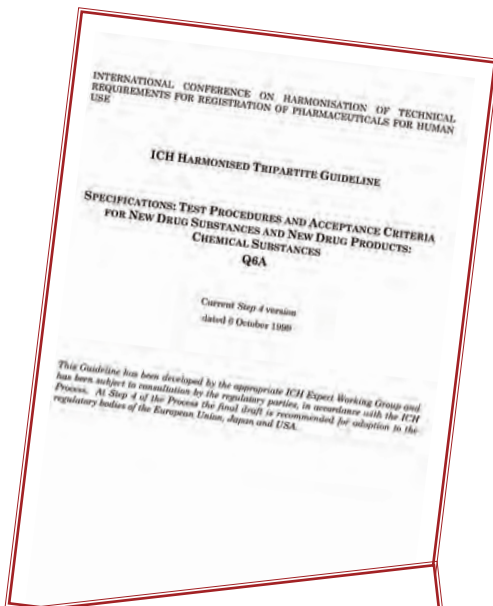 INTERNATIONAL CONFERENCE ON HARMONISATION OF TECHNICAL
REQUIREMENTS FOR REGISTRATION OF PHARMACEUTICALS FOR HUMAN
USE
ICH HARMONISED TRIPARTITE GUIDELINE
SPECIFICATIONS: TEST PROCEDURES AND ACCEPTANCE CRITERIA
FOR NEW DRUG SUBSTANCES AND NEW DRUG PRODUCTS:
CHEMICAL SUBSTANCES
Q6A
Current Step 4 version
dated 6 October 1999
This Guideline has been developed by the appropriate ICH Expert Working Group and
has been subject to consultation by the regulatory parties, in accordance with the ICH
Process. At Step 4 of the Process the final draft is recommended for adoption to the
regulatory bodies of the European Union, Japan and USA.